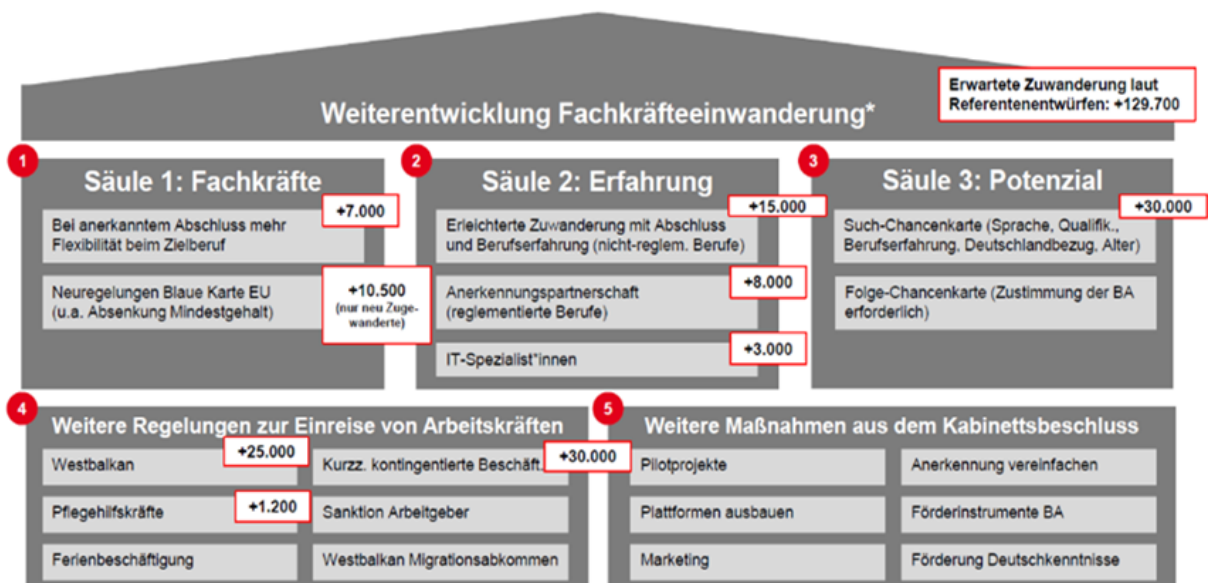 Erwartete Zuwanderung laut
Referentenentwürfen: +129.700
Weiterentwicklung Fachkräfteeinwanderung*
1
Säule 1: Fachkräfte
+7.000
Bei anerkanntem Abschluss mehr
Flexibilität beim Zielberuf
Neuregelungen Blaue Karte EU
(u.a. Absenkung Mindestgehalt)
+10.500
(nur neu Zuge-
wanderte)
2
Säule 2: Erfahrung
+15.000
Erleichterte Zuwanderung mit Abschluss
und Berufserfahrung (nicht-reglem. Berufe)
+8.000
Anerkennungspartnerschaft
(reglementierte Berufe)
+3.000
IT-Spezialist*innen
3
Säule 3: Potenzial
+30.000
Such-Chancenkarte (Sprache, Qualifik.,
Berufserfahrung, Deutschlandbezug, Alter)
Folge-Chancenkarte (Zustimmung der BA
erforderlich)
4
Weitere Regelungen zur Einreise von Arbeitskräften
Westbalkan
+25.000
Kurzz. kontingentierte Beschäft.
+30.000
Pflegehilfskräfte
+1.200
Sanktion Arbeitgeber
Ferienbeschäftigung
Westbalkan Migrationsabkommen
5
Weitere Maßnahmen aus dem Kabinettsbeschluss
Pilotprojekte
Anerkennung vereinfachen
Plattformen ausbauen
Förderinstrumente BA
Marketing
Förderung Deutschkenntnisse